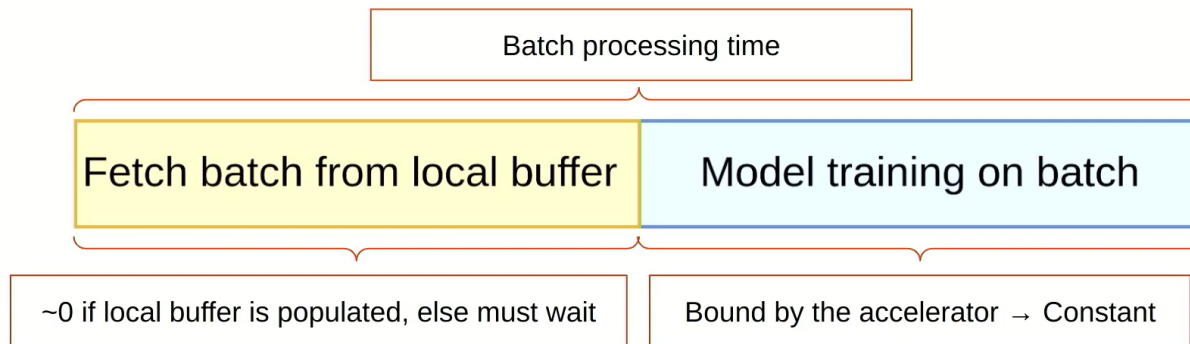 Batch processing time
Fetch batch from local buffer
Model training on batch
~0 if local buffer is populated, else must wait
Bound by the accelerator → Constant